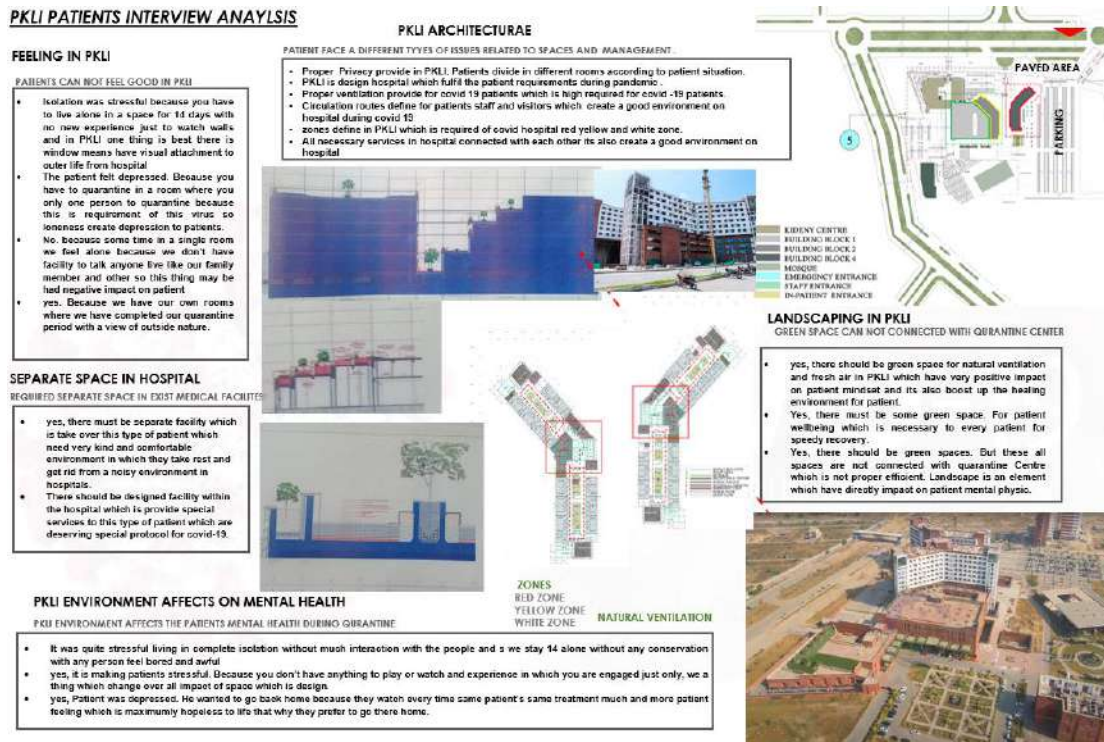 PKLI PATIENTS INTERVIEW ANAYLSIS
FEELING IN PKLI
PATIENTS CAN NOT FEEL GOOD IN PKLI
• Isolation was stressful because you have
to live alone in a space for 14 days with
no new experience just to watch walls
and in PKLI one thing is best there is
window means have visual attachment to
outer life from hospital
• The patient felt depressed. Because you
have to quarantine in a room where you
only one person to quarantine because
this is requirement of this virus so
loneness create depression to patients.
• No. because some time in a single room
we feel alone because we don't have
facility to talk anyone live like our family
member and other so this thing may be
had negative impact on patient
• yes. Because we have our own rooms
where we have completed our quarantine
period with a view of outside nature.
SEPARATE SPACE IN HOSPITAL
REQUIRED SEPARATE SPACE IN EXIST MEDICAL FACILITES
• yes, there must be separate facility which
is take over this type of patient which
need very kind and comfortable
environment in which they take rest and
get rid from a noisy environment in
hospitals.
• There should be designed facility within
the hospital which is provide special
services to this type of patient which are
deserving special protocol for covid-19.
PKLI ARCHITECTURAE
PATIENT FACE A DIFFERENT TYYES OF ISSUES RELATED TO SPACES AND MANAGEMENT .
• Proper Privacy provide in PKLI. Patients divide in different rooms according to patient situation.
• PKLI is design hospital which fulfil the patient requirements during pandemic .
• Proper ventilation provide for covid 19 patients which is high required for covid -19 patients.
• Circulation routes define for patients staff and visitors which create a good environment on
hospital during covid 19
• zones define in PKLI which is required of covid hospital red yellow and white zone.
• All necessary services in hospital connected with each other its also create a good environment on
hospital
PAVED AREA
PARKING
5
KIDENY CENTRE
BUILDING BLOCK 1
BUILDING BLOCK 2
BUILDING BLOCK 4
MOSQUE
EMERGENCY ENTRANCE
STAFF ENTRANCE
IN-PATIENT ENTRANCE
LANDSCAPING IN PKLI
GREEN SPACE CAN NOT CONNECTED WITH QURANTINE CENTER
• yes, there should be green space for natural ventilation
and fresh air in PKLI which have very positive impact
on patient mindset and its also boost up the healing
environment for patient.
• Yes, there must be some green space. For patient
wellbeing which is necessary to every patient for
speedy recovery.
• Yes, there should be green spaces. But these all
spaces are not connected with quarantine Centre
which is not proper efficient. Landscape is an element
which have directly impact on patient mental physic.
ZONES
RED ZONE
YELLOW ZONE
WHITE ZONE
NATURAL VENTILATION
PKLI ENVIRONMENT AFFECTS ON MENTAL HEALTH
PKLI ENVIRONMENT AFFECTS THE PATIENTS MENTAL HEALTH DURING QURANTINE
• It was quite stressful living in complete isolation without much interaction with the people and s we stay 14 alone without any conservation
with any person feel bored and awful
• yes, it is making patients stressful. Because you don't have anything to play or watch and experience in which you are engaged just only, we a
thing which change over all impact of space which is design.
• yes, Patient was depressed. He wanted to go back home because they watch every time same patient's same treatment much and more patient
feeling which is maximumly hopeless to life that why they prefer to go there home.